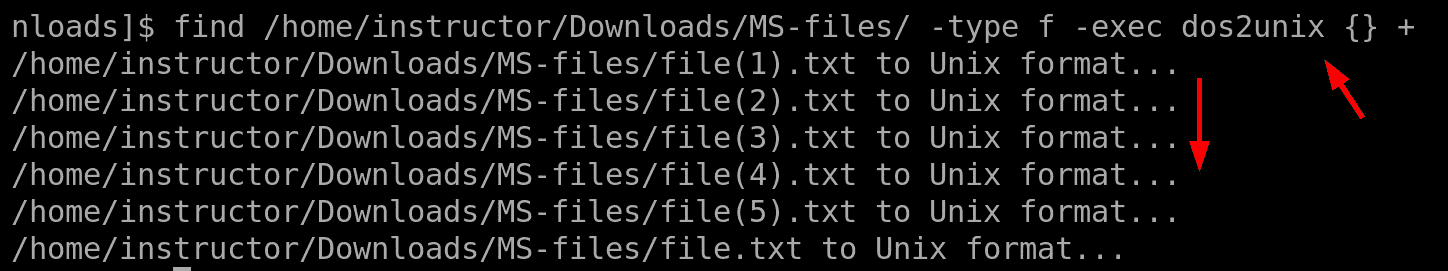 nloads]$ find /home/instructor/Downloads/MS-files/ -type f -exec dos2unix {} +
/home/instructor/Downloads/MS-files/file(1).txt to Unix format...
/home/instructor/Downloads/MS-files/file(2).txt to Unix format...
/home/instructor/Downloads/MS-files/file(3).txt to Unix format...
/home/instructor/Downloads/MS-files/file(4).txt to Unix format...
/home/instructor/Downloads/MS-files/file(5).txt to Unix format...
/home/instructor/Downloads/MS-files/file.txt to Unix format...